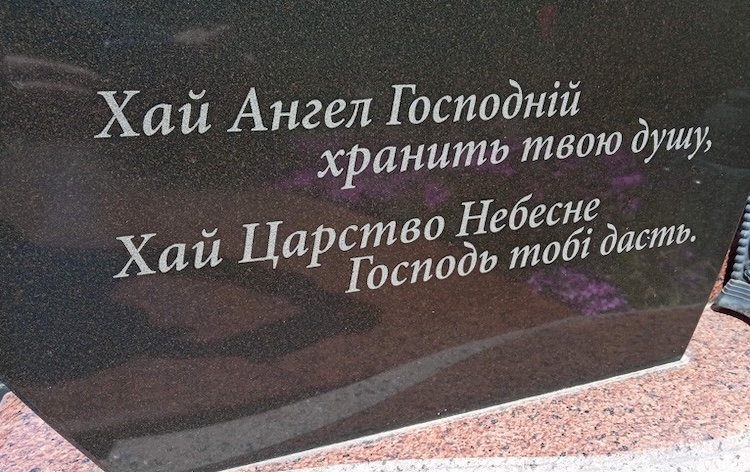 Хай Ангел Господній
хранить твою душу,
Хай Царство Небесне
Господь тобі дасть.